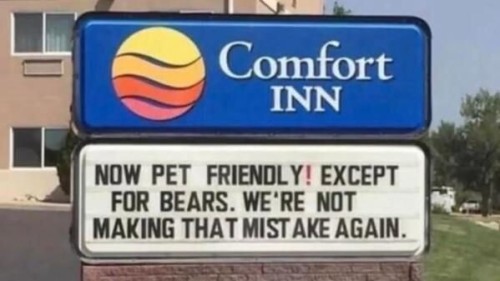 Comfort
INN
NOW PET FRIENDLY! EXCEPT
FOR BEARS. WE'RE NOT
MAKING THAT MISTAKE AGAIN.